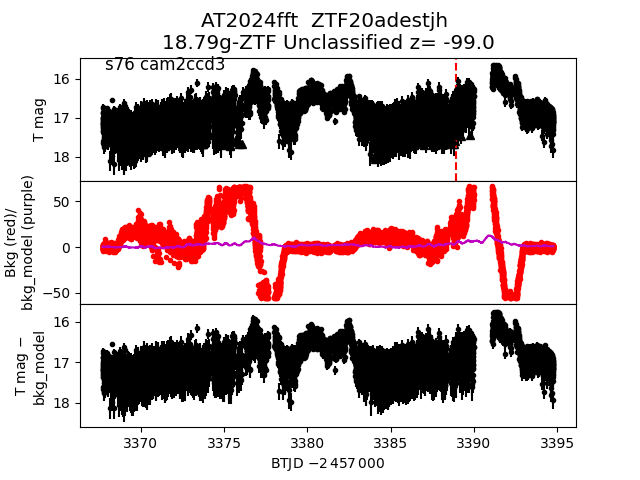 AT2024fft  ZTF20adestjh
18.79g-ZTF Unclassified z= -99.0
s76 cam2ccd3
T mag
16
17
18
Bkg (red)/
bkg_model (purple)
50
0
−50
T mag −
bkg_model
16
17
18
3370
3375
3380
3385
3390
3395
BTJD −2 457 000